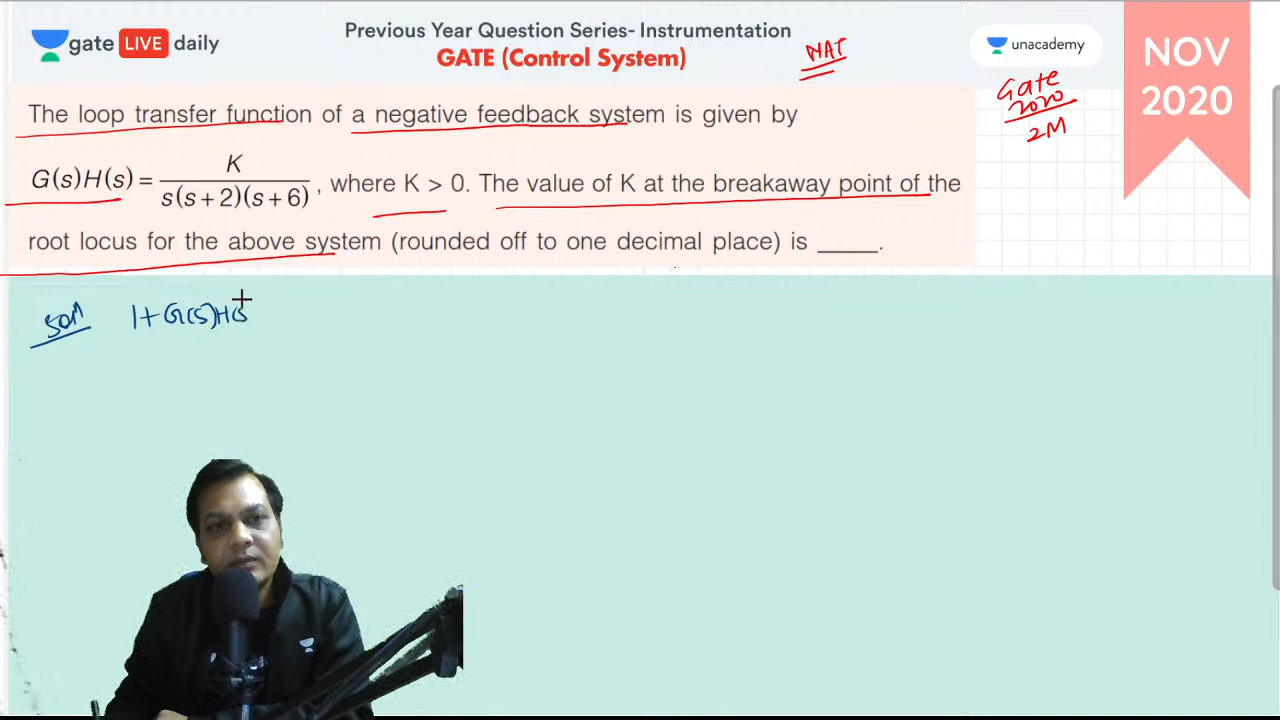 gate LIVE daily
Previous Year Question Series- Instrumentation
GATE (Control System)
NAT
unacademy
NOV
2020
Gate
2020
2M
The loop transfer function of a negative feedback system is given by
G(s)H(s) = K / s(s + 2)(s + 6) , where K > 0. The value of K at the breakaway point of the
root locus for the above system (rounded off to one decimal place) is _____.
Soln 1+G(s)H(s